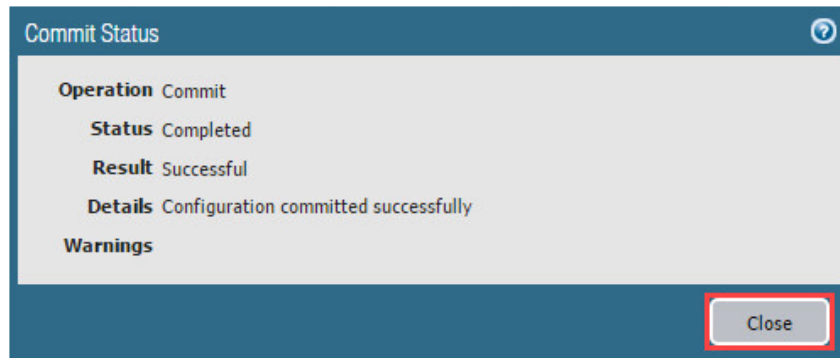 Commit Status
?
Operation Commit
Status Completed
Result Successful
Details Configuration committed successfully
Warnings
Close